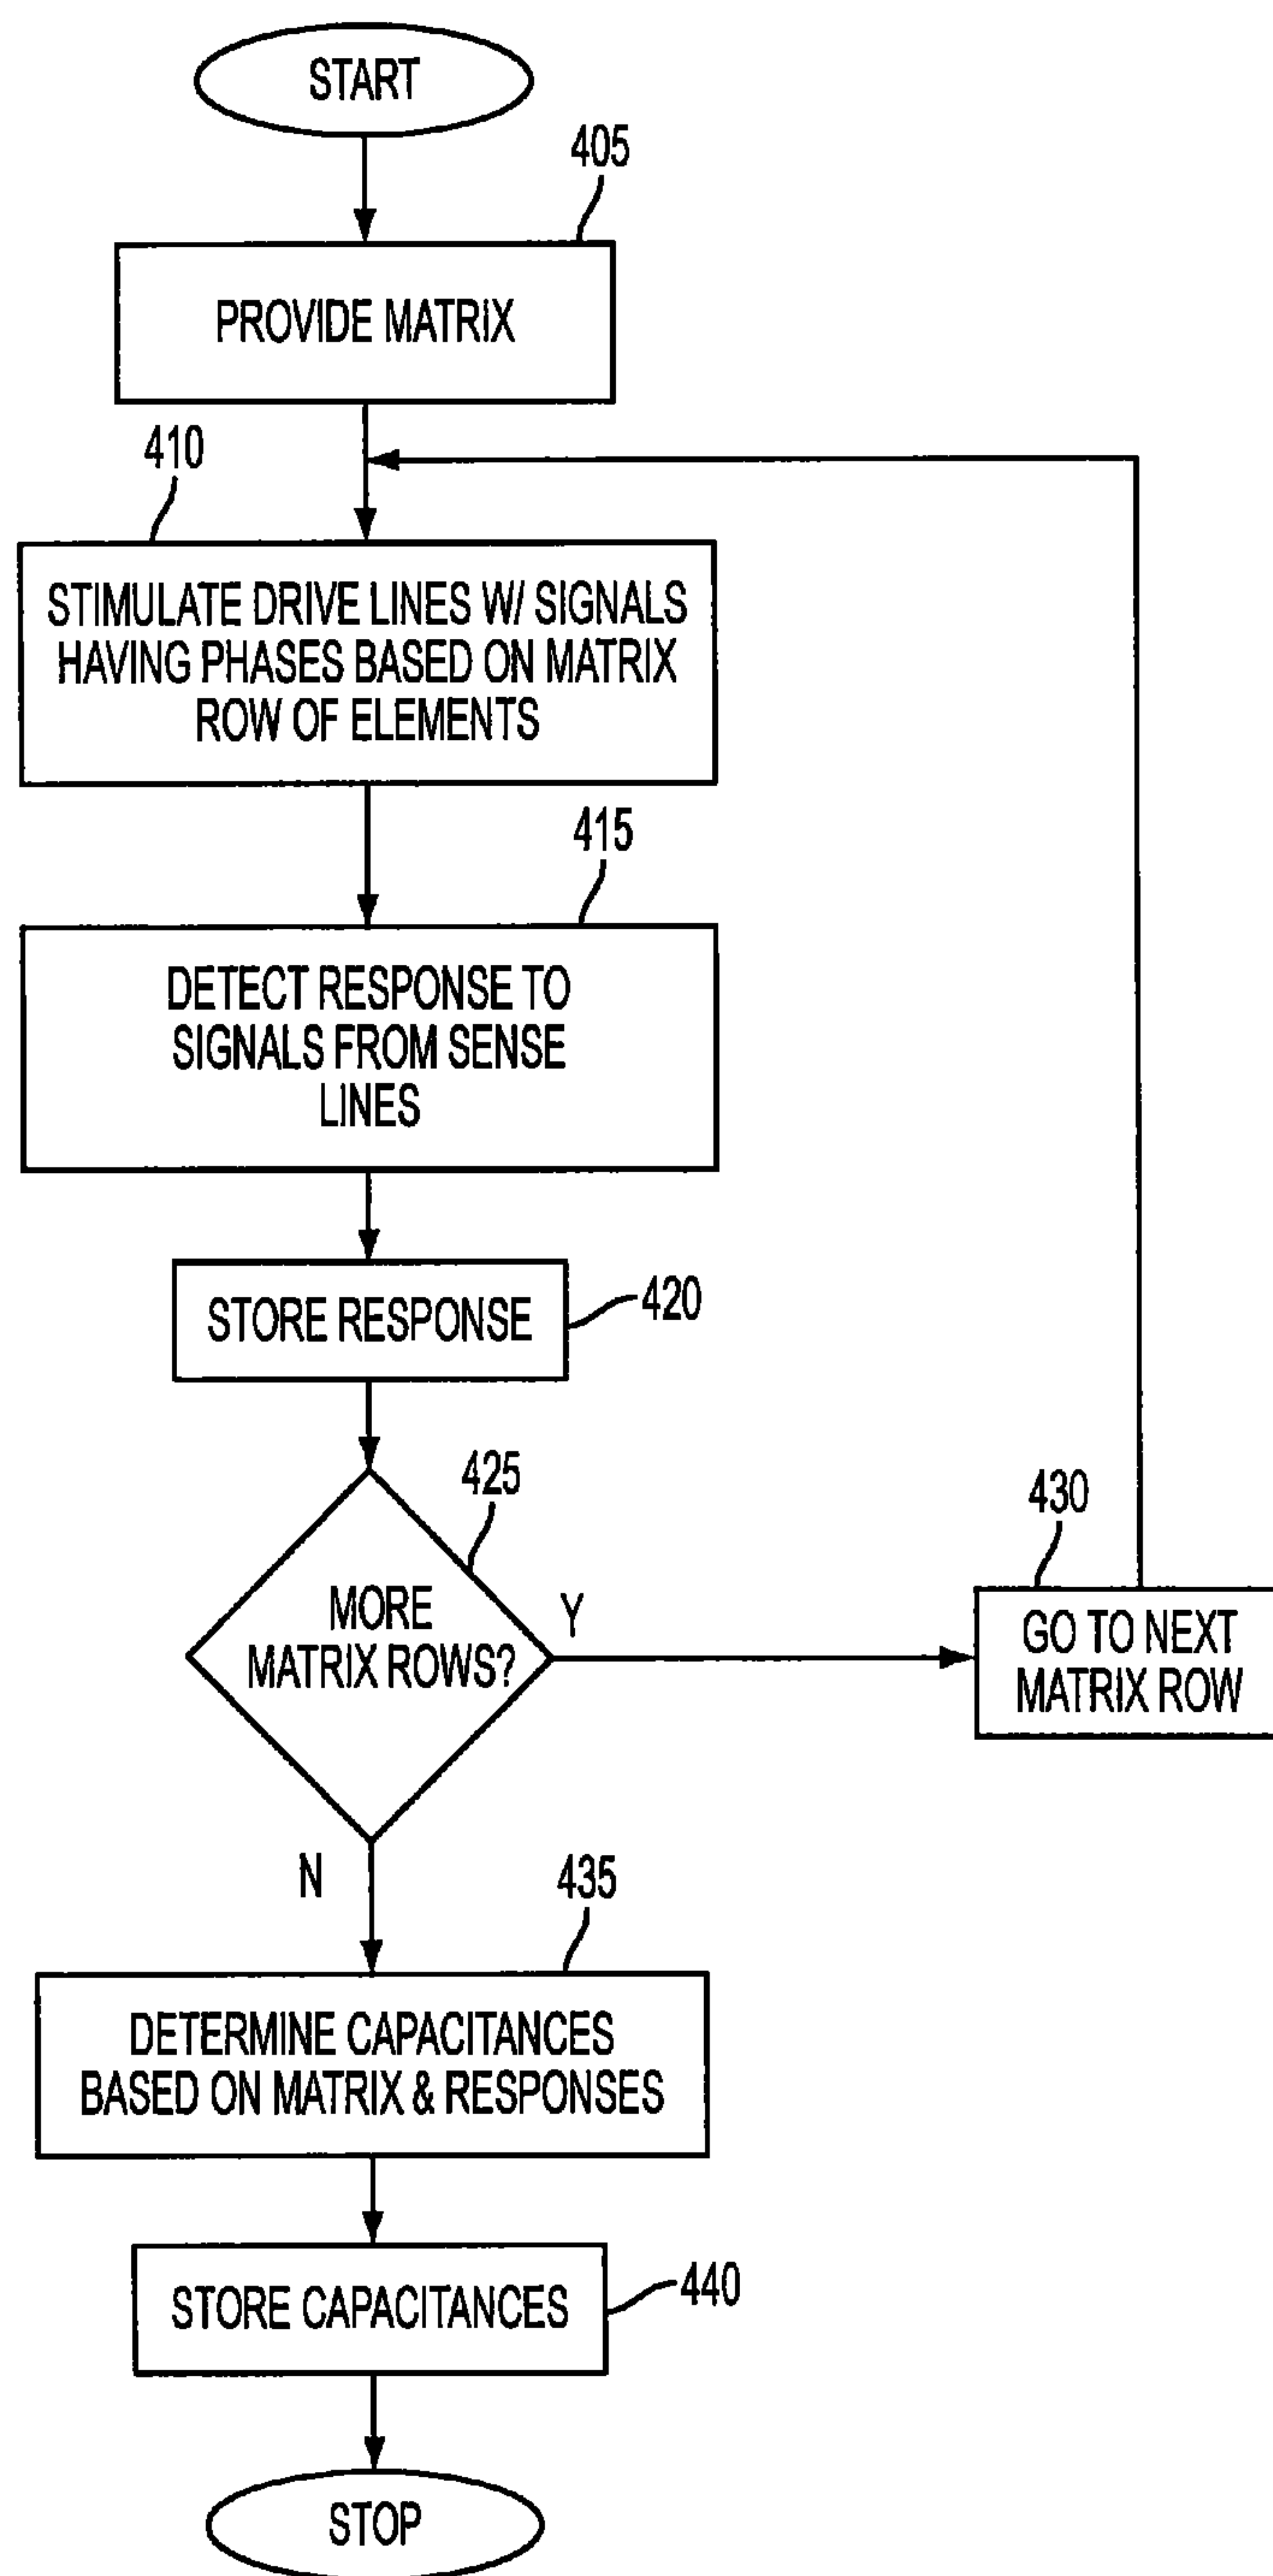 START
405
PROVIDE MATRIX
410
STIMULATE DRIVE LINES W/ SIGNALS
HAVING PHASES BASED ON MATRIX
ROW OF ELEMENTS
415
DETECT RESPONSE TO
SIGNALS FROM SENSE
LINES
STORE RESPONSE
420
425
MORE
MATRIX ROWS?
Y
430
GO TO NEXT
MATRIX ROW
N
435
DETERMINE CAPACITANCES
BASED ON MATRIX & RESPONSES
STORE CAPACITANCES
440
STOP